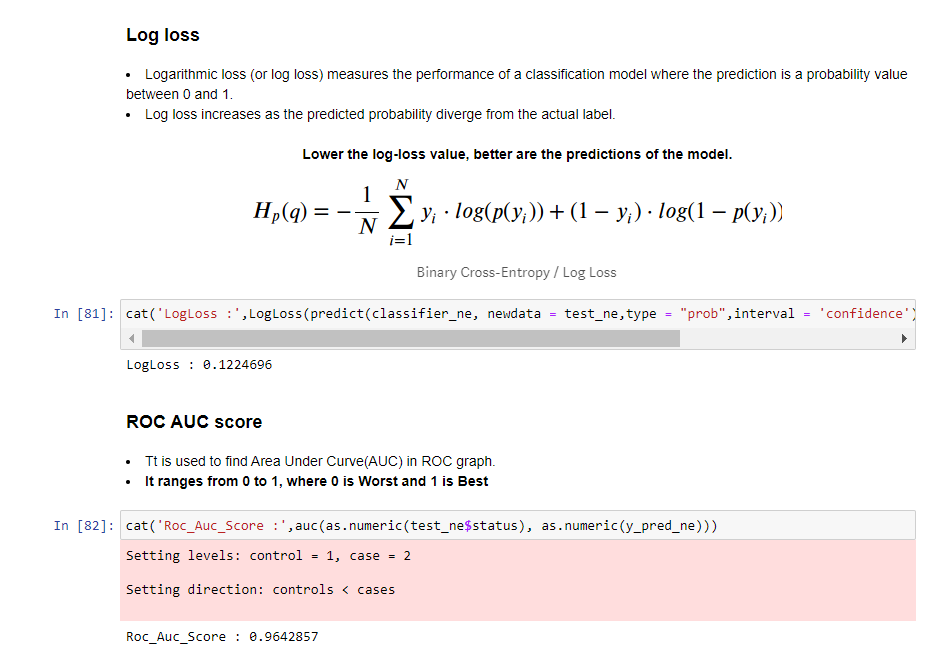 Log loss
• Logarithmic loss (or log loss) measures the performance of a classification model where the prediction is a probability value
between 0 and 1.
• Log loss increases as the predicted probability diverge from the actual label.
Lower the log-loss value, better are the predictions of the model.
H_p(q) = −\frac{1}{N} \sum_{i=1}^{N} y_i · log(p(y_i)) + (1 − y_i) · log(1 − p(y_i))
Binary Cross-Entropy / Log Loss
In [81]: cat('LogLoss :',LogLoss(predict(classifier_ne, newdata = test_ne,type = "prob",interval = 'confidence')
LogLoss : 0.1224696
ROC AUC score
• Tt is used to find Area Under Curve(AUC) in ROC graph.
• It ranges from 0 to 1, where 0 is Worst and 1 is Best
In [82]: cat('Roc_Auc_Score :',auc(as.numeric(test_ne$status), as.numeric(y_pred_ne)))
Setting levels: control = 1, case = 2
Setting direction: controls < cases
Roc_Auc_Score : 0.9642857